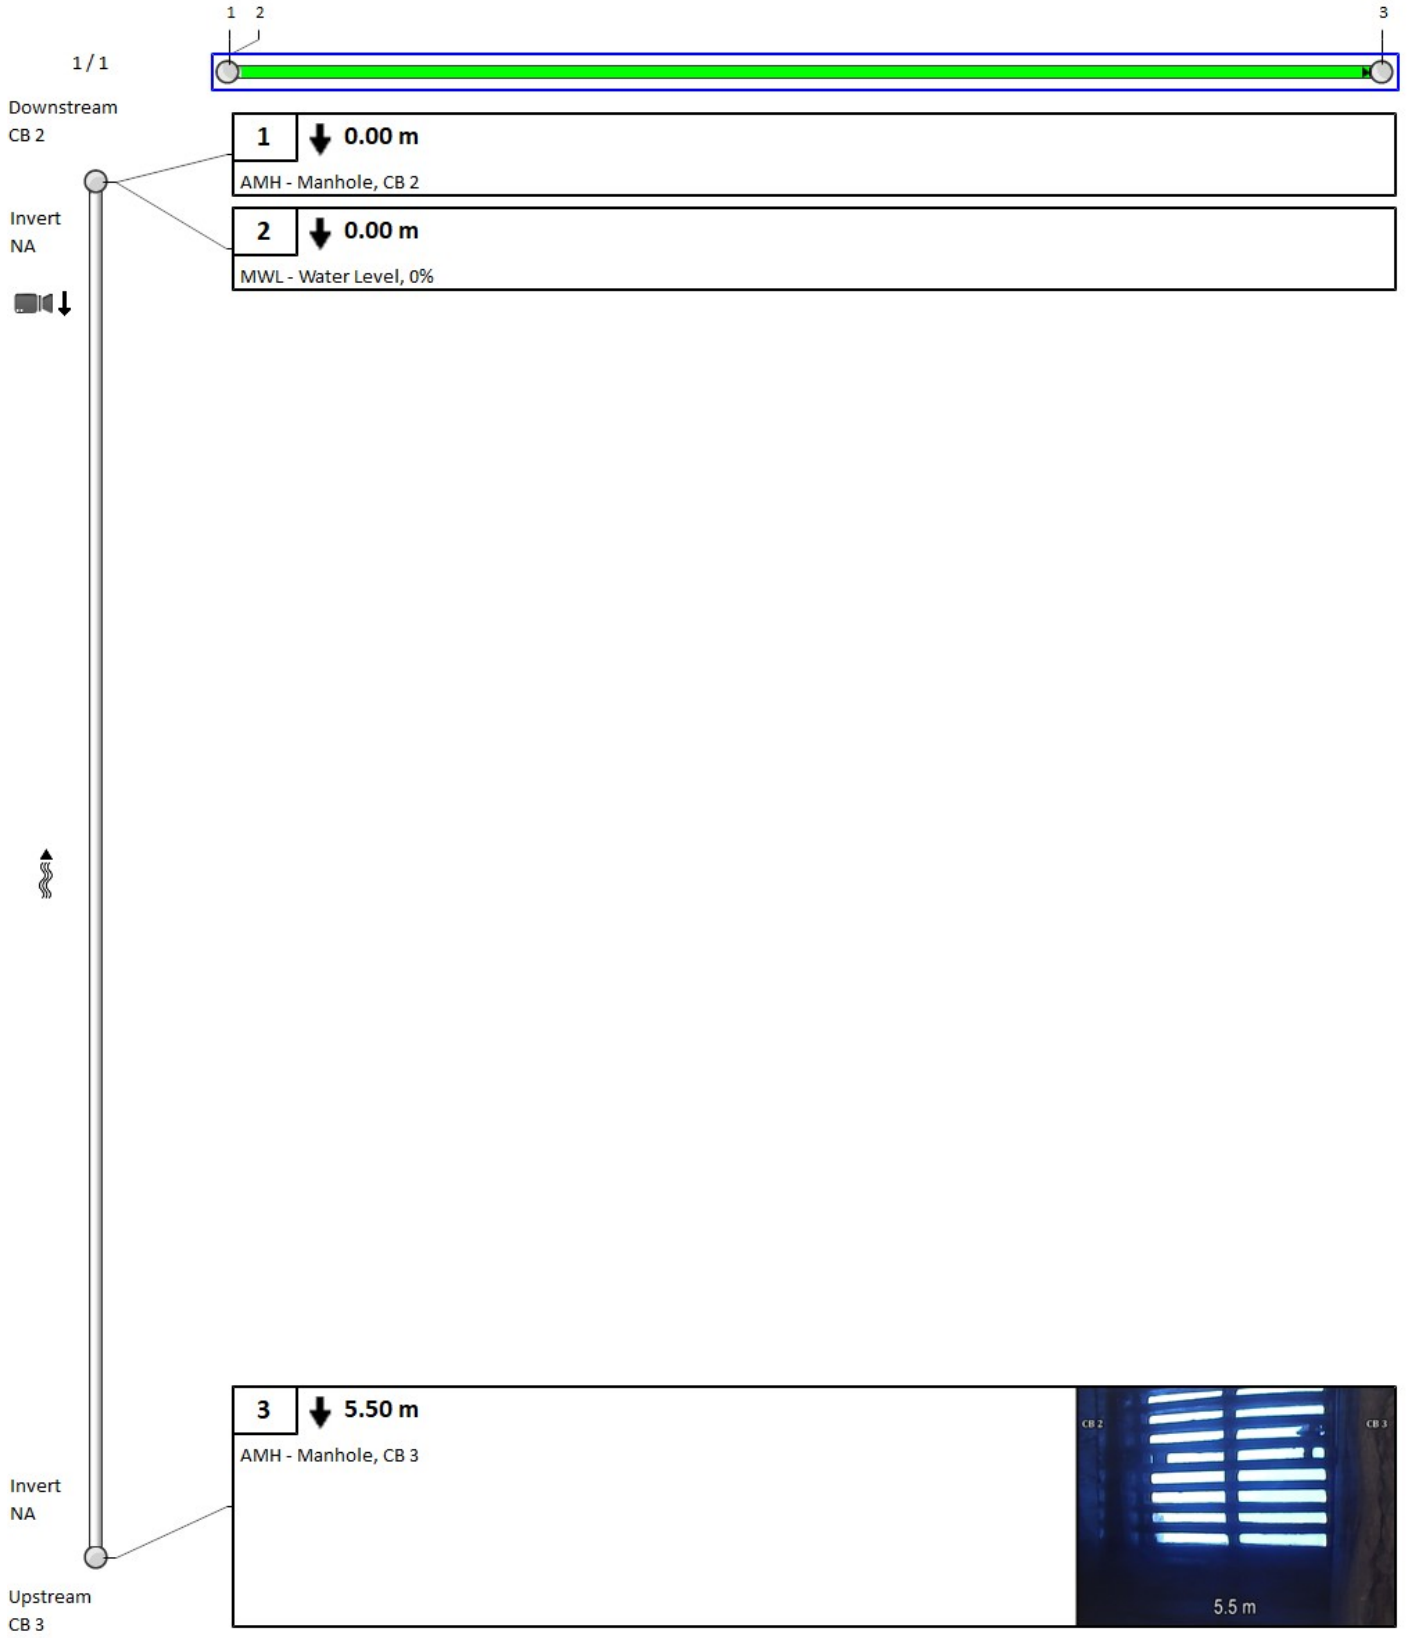 1 2 3
1 / 1
Downstream
CB 2
1 0.00 m
AMH - Manhole, CB 2
Invert
NA
2 0.00 m
MWL - Water Level, 0%
3 5.50 m
AMH - Manhole, CB 3
CB 2 CB 3
5.5 m
Invert
NA
Upstream
CB 3